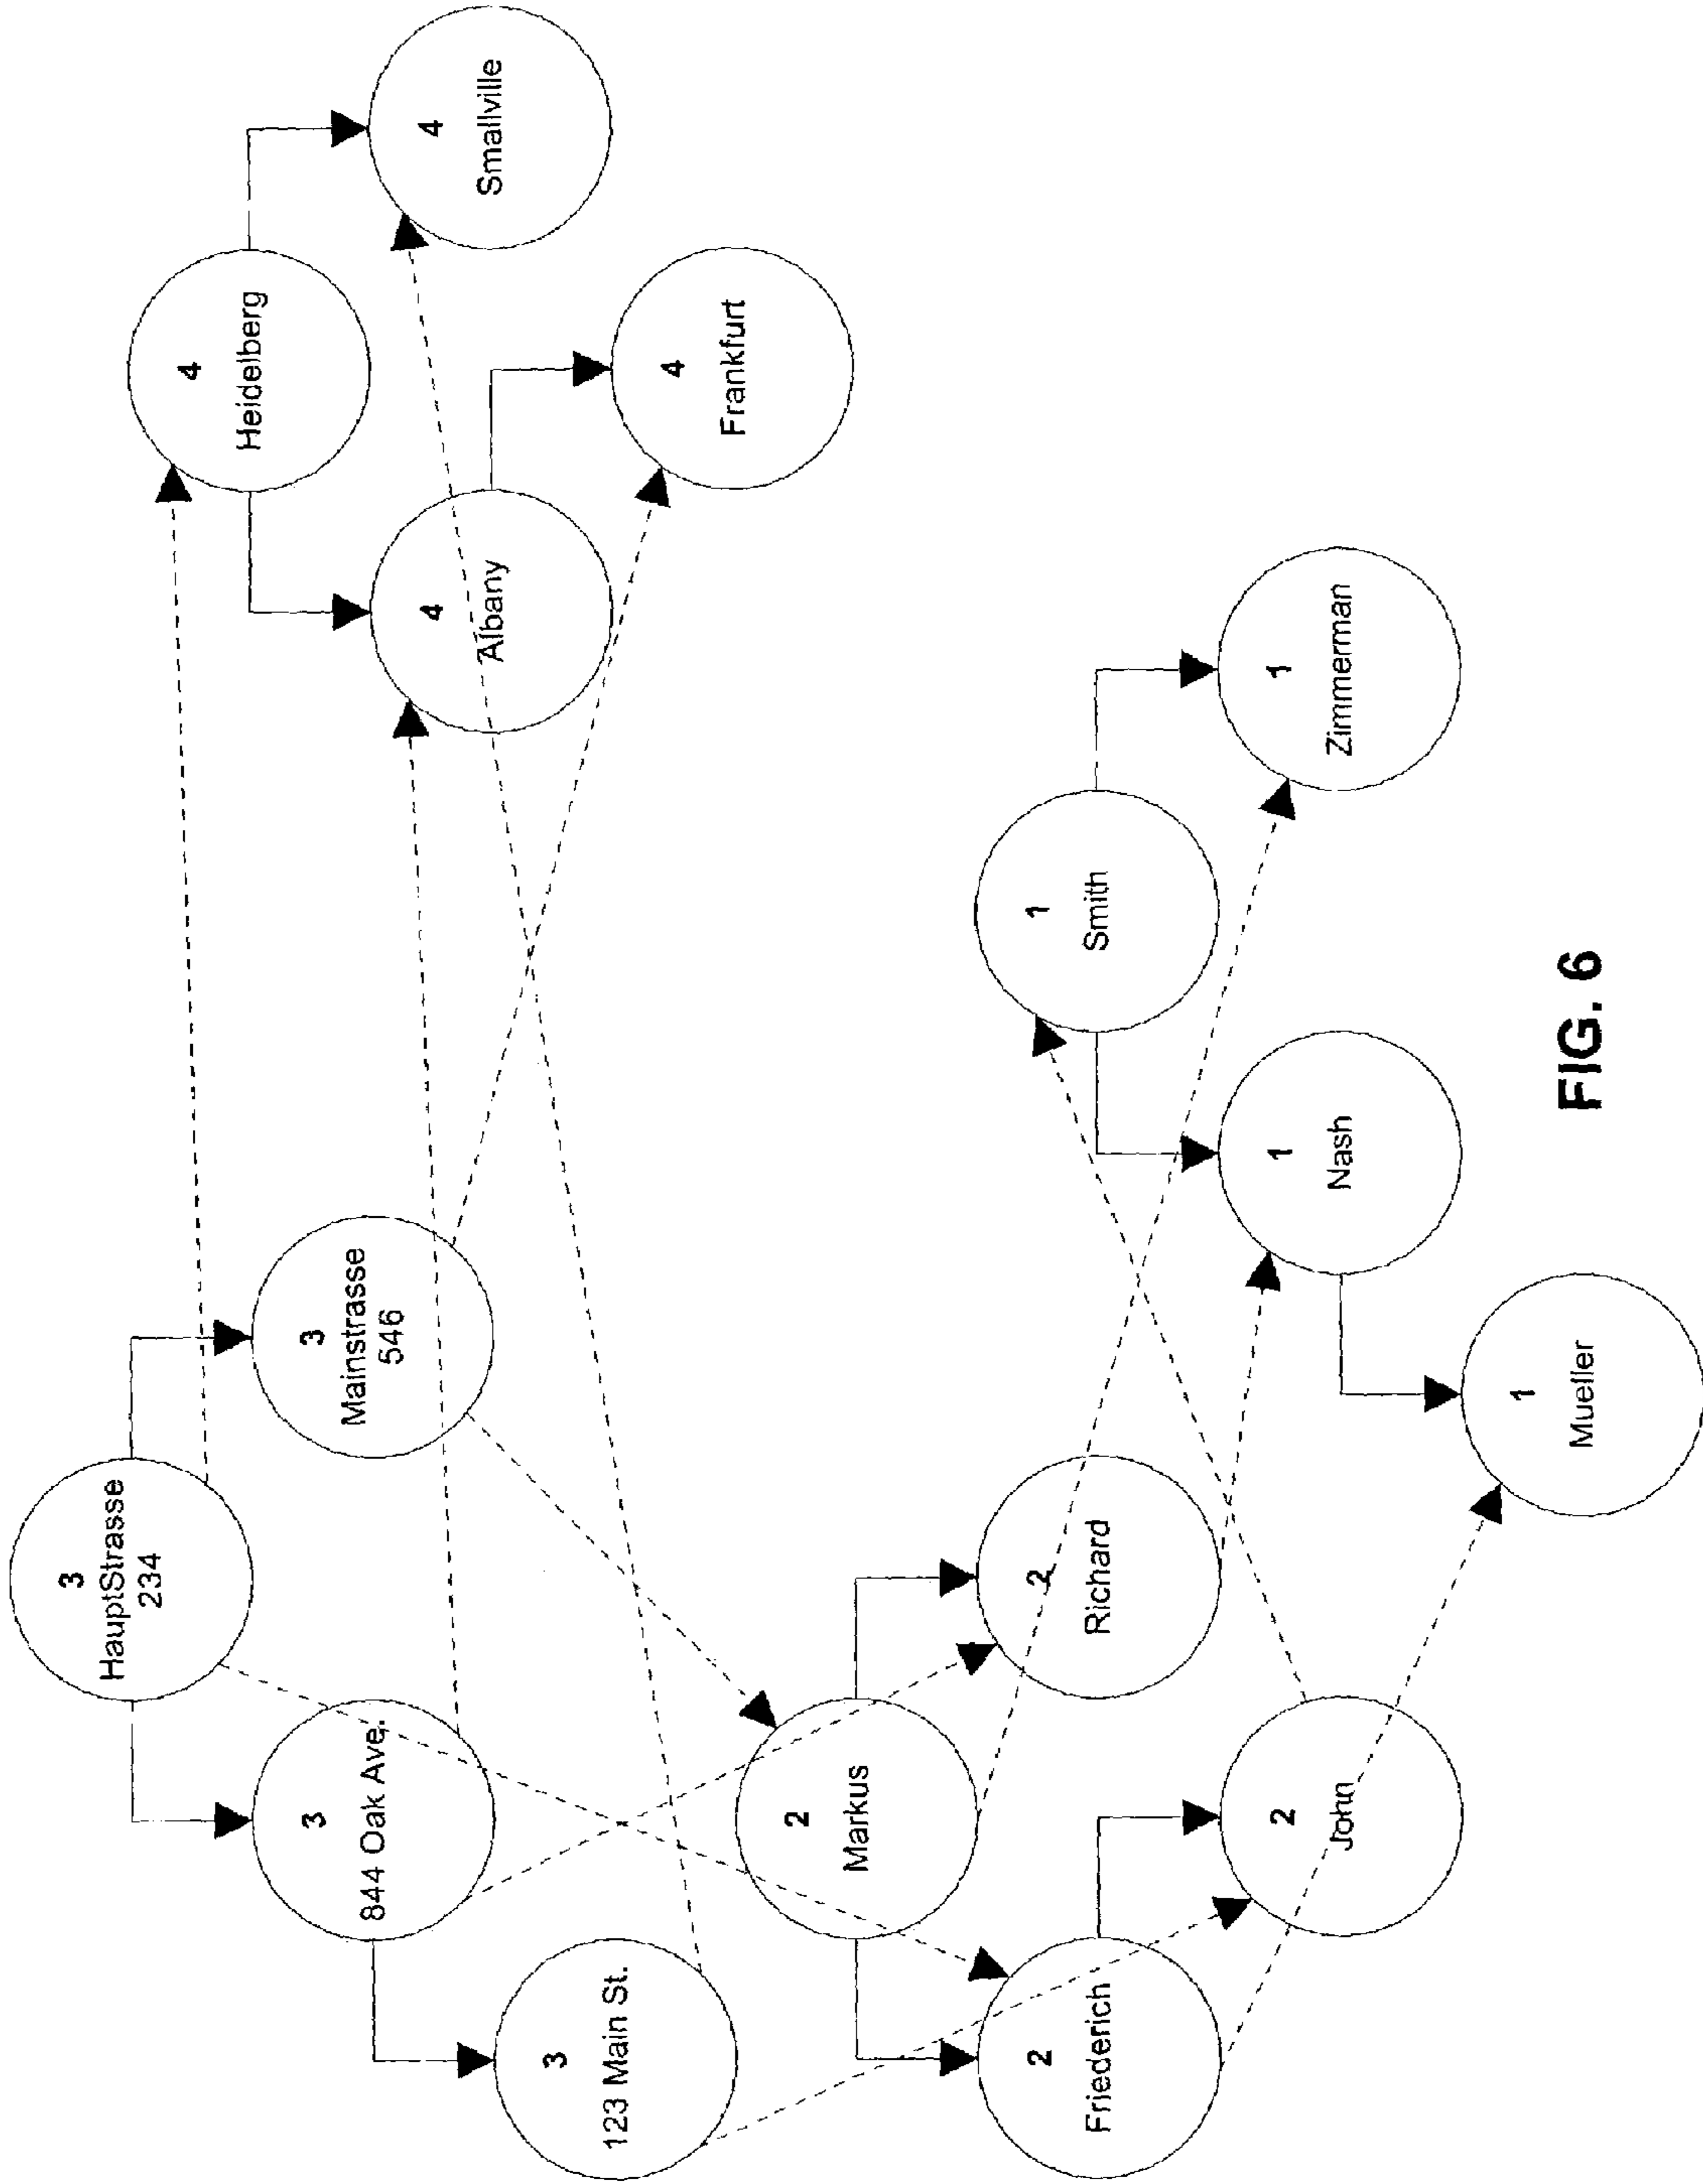 3
HauptStrasse
234
3
844 Oak Ave.
3
Mainstrasse
546
3
123 Main St.
4
Heidelberg
4
Albany
4
Smallville
4
Frankfurt
2
Markus
2
Friederich
2
Richard
2
John
1
Smith
1
Nash
1
Zimmerman
1
Mueller
FIG. 6